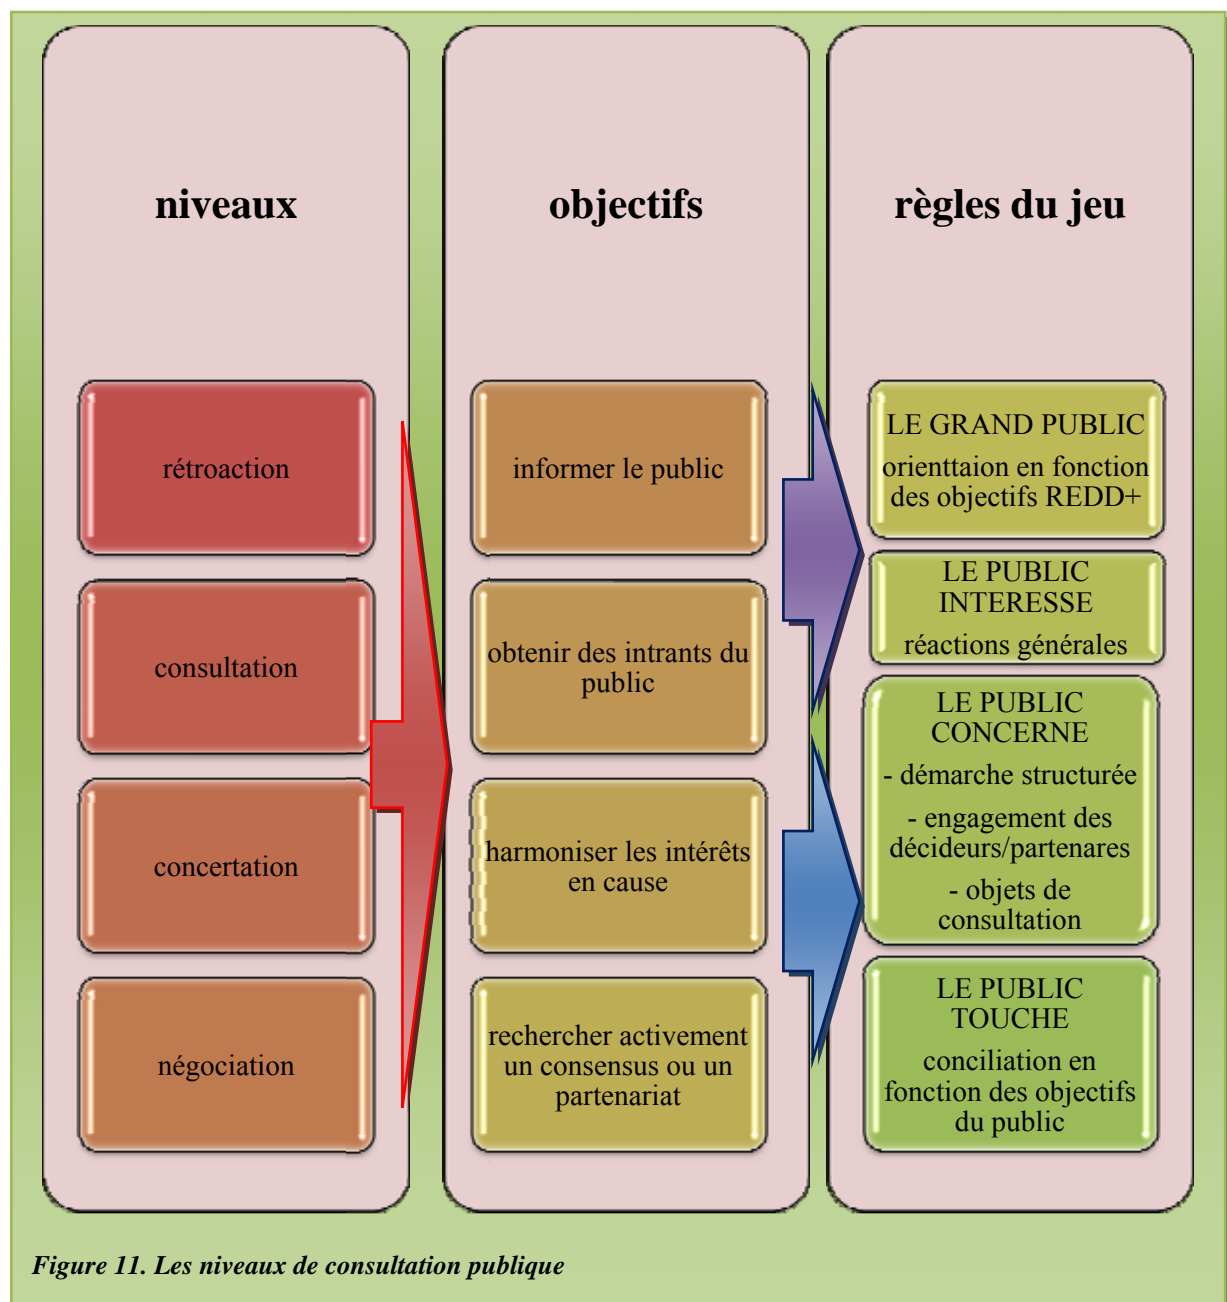 niveaux
rétroaction
consultation
concertation
négociation
objectifs
informer le public
obtenir des intrants du
public
harmoniser les intérêts
en cause
rechercher activement
un consensus ou un
partenariat
règles du jeu
LE GRAND PUBLIC
orienttaion en fonction
des objectifs REDD+
LE PUBLIC
INTERESSE
réactions générales
LE PUBLIC
CONCERNE
- démarche structurée
- engagement des
décideurs/partenares
- objets de
consultation
LE PUBLIC
TOUCHE
conciliation en
fonction des objectifs
du public
Figure 11. Les niveaux de consultation publique